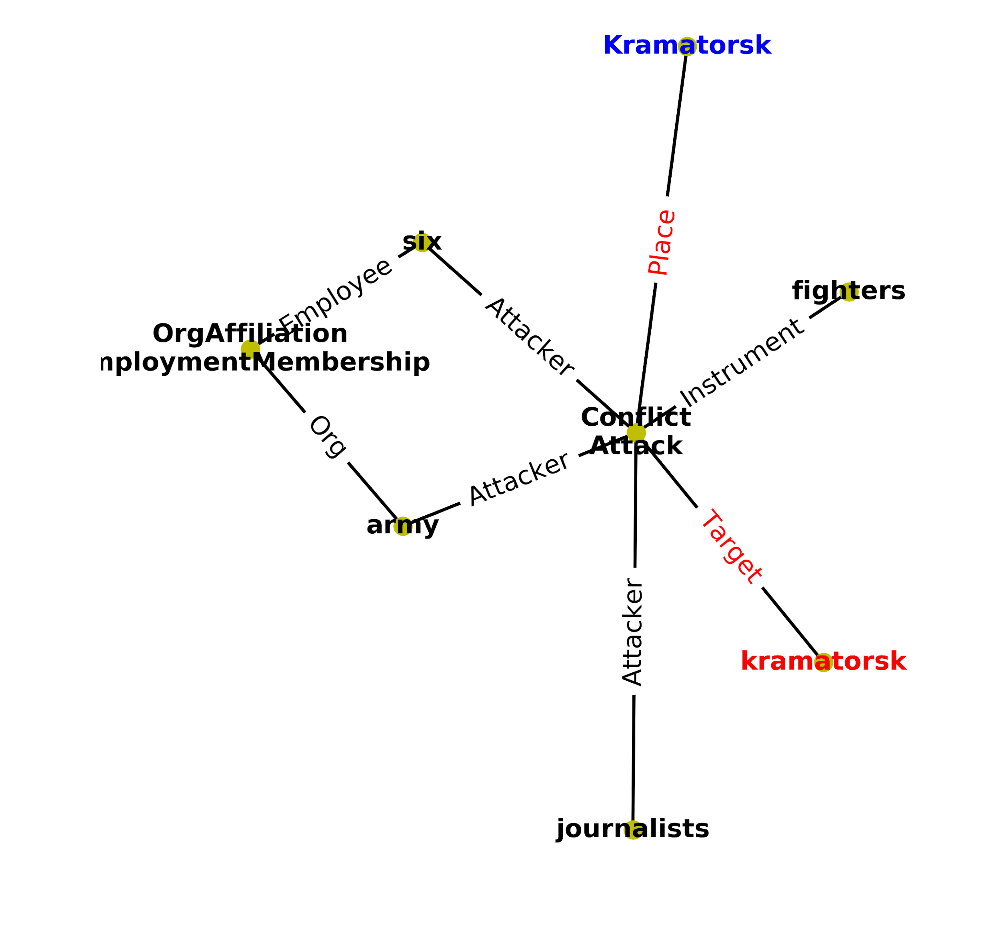 Kramatorsk
Place
six
Employee
Attacker
fighters
Instrument
OrgAffiliation
nploymentMembership
Conflict
Attack
Org
Attacker
army
Target
Attacker
kramatorsk
journalists